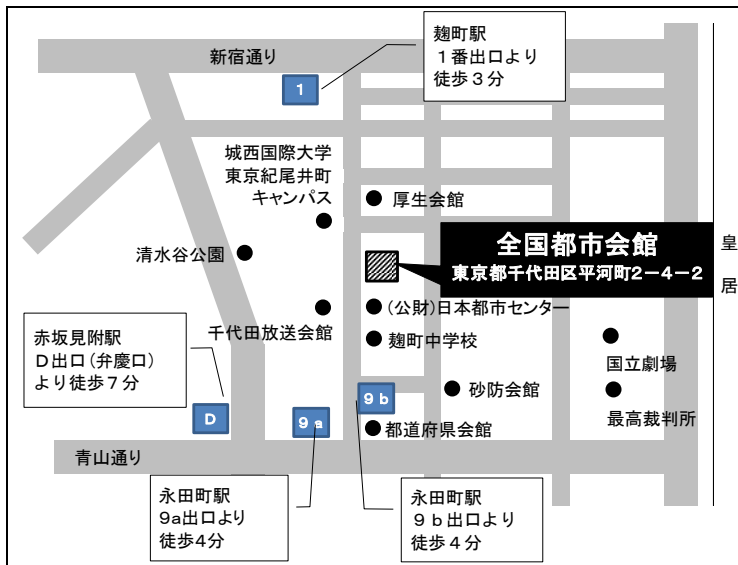 新宿通り
麹町駅
１番出口より
徒歩３分
1
城西国際大学
東京紀尾井町
キャンパス
厚生会館
清水谷公園
全国都市会館
東京都千代田区平河町2－4－2
皇
居
(公財)日本都市センター
千代田放送会館
麹町中学校
国立劇場
赤坂見附駅
Ｄ出口(弁慶口)
より徒歩７分
砂防会館
最高裁判所
D
9 a
9 b
都道府県会館
青山通り
永田町駅
9a出口より
徒歩4分
永田町駅
９ｂ出口より
徒歩４分